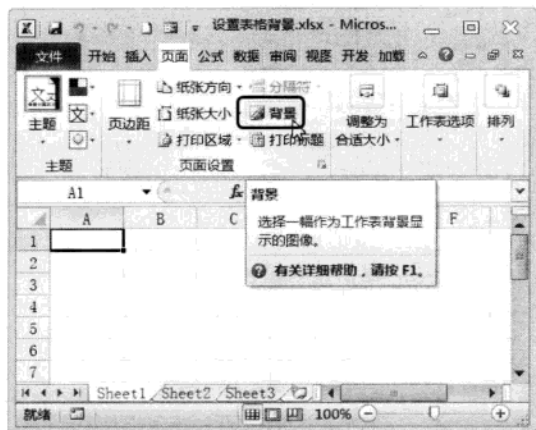 设置表格背景.xlsx - Micros...
文件 开始 插入 页面 公式 数据 审阅 视图 开发 加载
主题 文 页边距 纸张方向 分隔符
纸张大小 背景 调整为 工作表选项 排列
打印区域 打印标题 合适大小
主题 页面设置
A1 fx
背景
选择一幅作为工作表背景显
示的图像。
有关详细帮助，请按 F1。
A B C F
1
2
3
4
5
6
7
Sheet1 Sheet2 Sheet3
就绪 100%